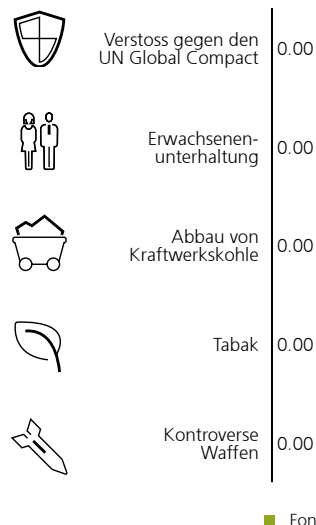 Verstoss gegen den
UN Global Compact
0.00
Erwachsenen-
unterhaltung
0.00
Abbau von
Kraftwerkskohle
0.00
Tabak
0.00
Kontroverse
Waffen
0.00
Fon